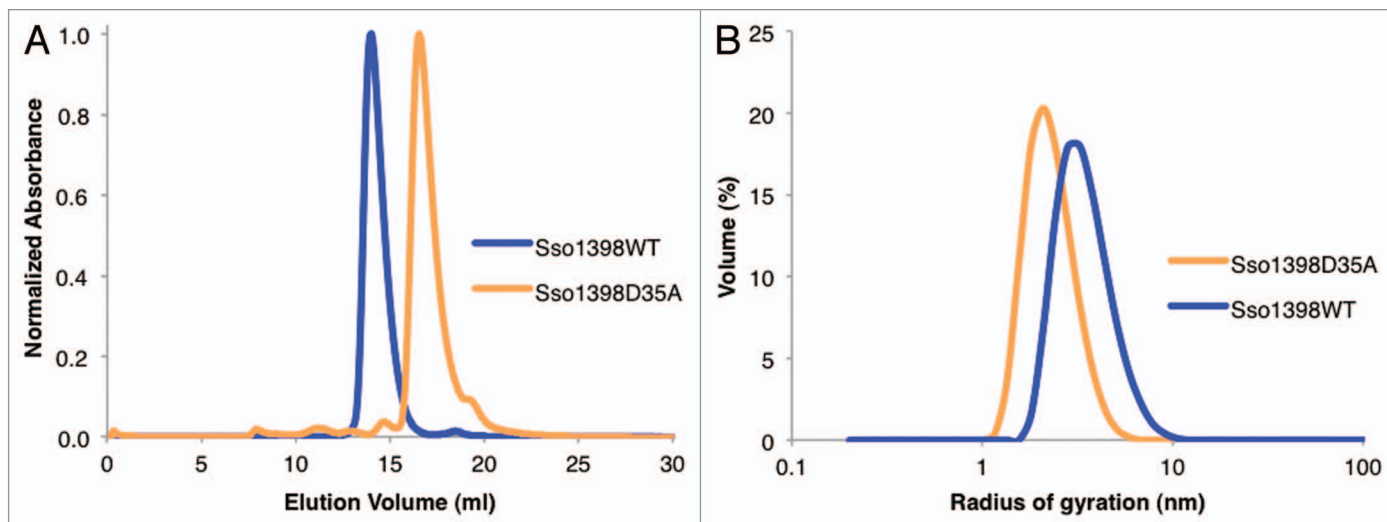 A
Normalized Absorbance
1.0
0.8
0.6
0.4
0.2
0.0
0
5
10
15
20
25
30
Elution Volume (ml)
Sso1398WT
Sso1398D35A
B
Volume (%)
25
20
15
10
5
0
0.1
1
10
100
Radius of gyration (nm)
Sso1398D35A
Sso1398WT